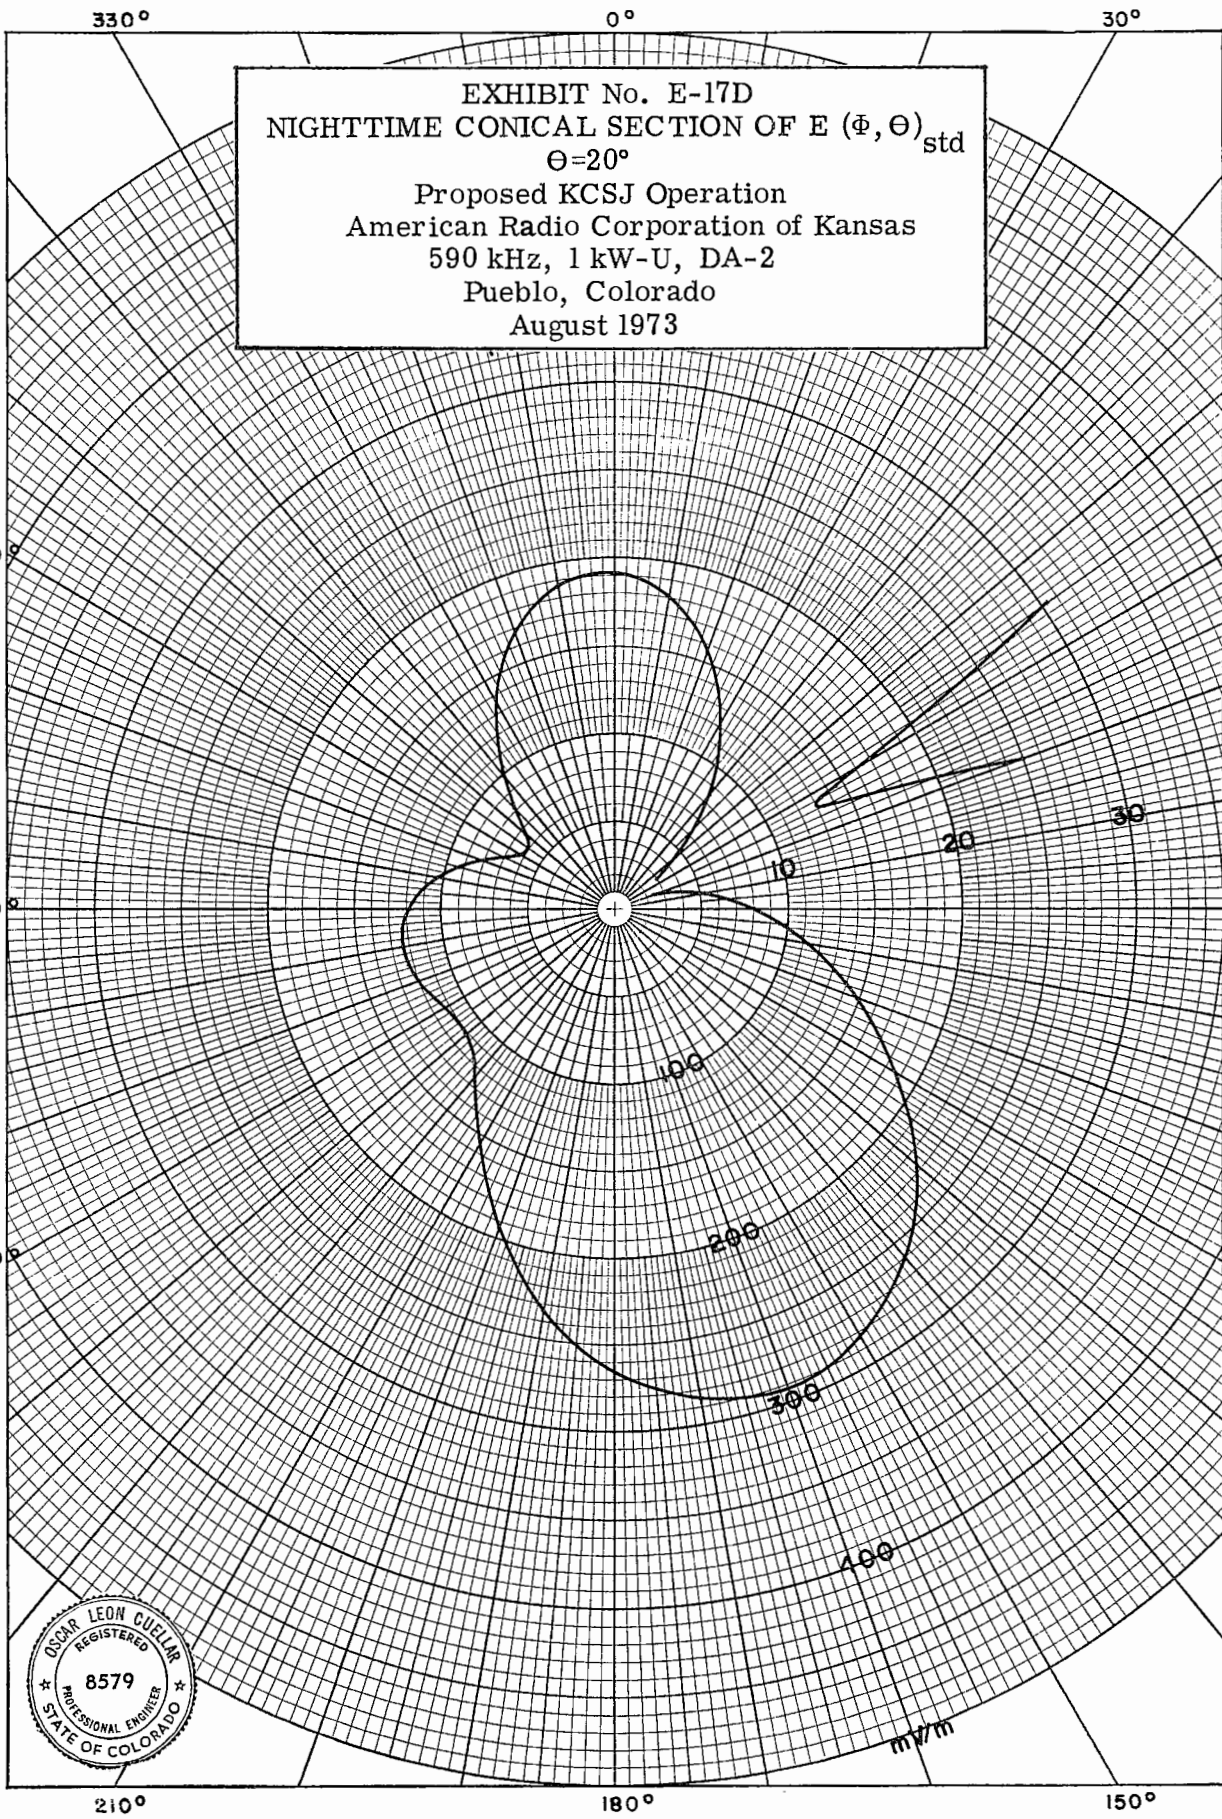 330° 0° 30°
EXHIBIT No. E-17D
NIGHTTIME CONICAL SECTION OF E (Φ,Θ)std
Θ=20°
Proposed KCSJ Operation
American Radio Corporation of Kansas
590 kHz, 1 kW-U, DA-2
Pueblo, Colorado
August 1973
30
20
10
100
200
300
400
mV/m
OSCAR LEON CUELLAR
REGISTERED
8579
PROFESSIONAL ENGINEER
STATE OF COLORADO
210° 180° 150°